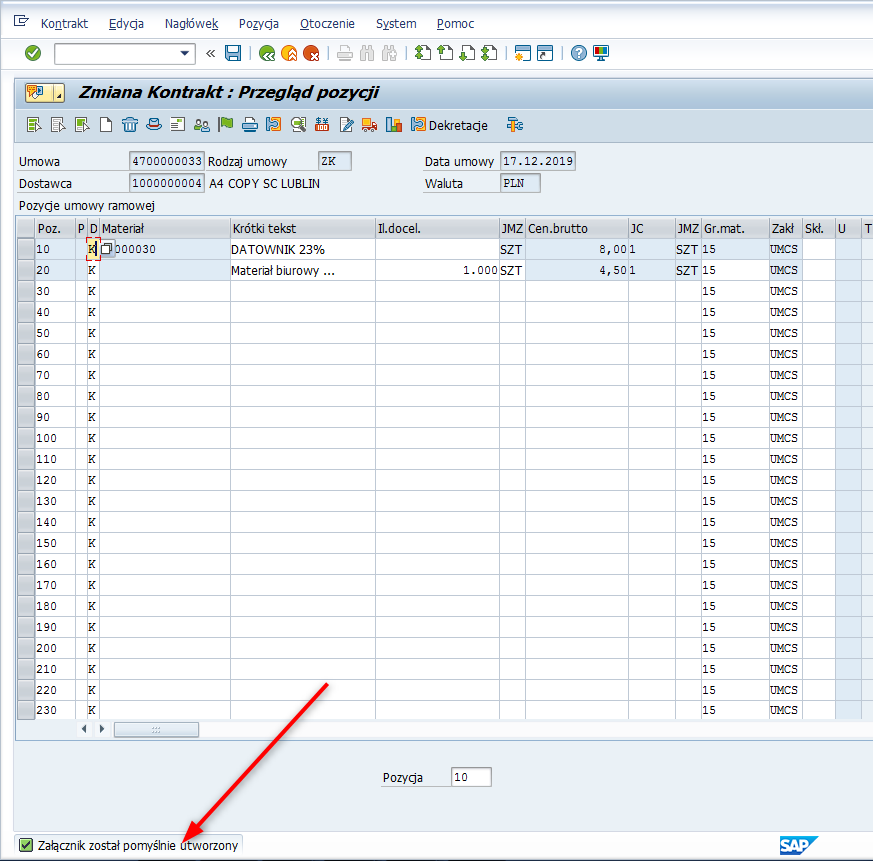 Kontrakt Edycja Nagłówek Pozycja Otoczenie System Pomoc
Zmiana Kontrakt : Przegląd pozycji
Dekretacje
Umowa 4700000033 Rodzaj umowy ZK Data umowy 17.12.2019
Dostawca 1000000004 A4 COPY SC LUBLIN Waluta PLN
Pozycje umowy ramowej
Poz. P D Materiał Krótki tekst Il.docel. JMZ Cen.brutto JC JMZ Gr.mat. Zakł Skł. U T
10 K 000030 DATOWNIK 23% SZT 8,00 1 SZT 15 UMCS
20 K Materiał biurowy ... 1.000 SZT 4,50 1 SZT 15 UMCS
30 K 15 UMCS
40 K 15 UMCS
50 K 15 UMCS
60 K 15 UMCS
70 K 15 UMCS
80 K 15 UMCS
90 K 15 UMCS
100 K 15 UMCS
110 K 15 UMCS
120 K 15 UMCS
130 K 15 UMCS
140 K 15 UMCS
150 K 15 UMCS
160 K 15 UMCS
170 K 15 UMCS
180 K 15 UMCS
190 K 15 UMCS
200 K 15 UMCS
210 K 15 UMCS
220 K 15 UMCS
230 K 15 UMCS
Pozycja 10
Załącznik został pomyślnie utworzony
SAP